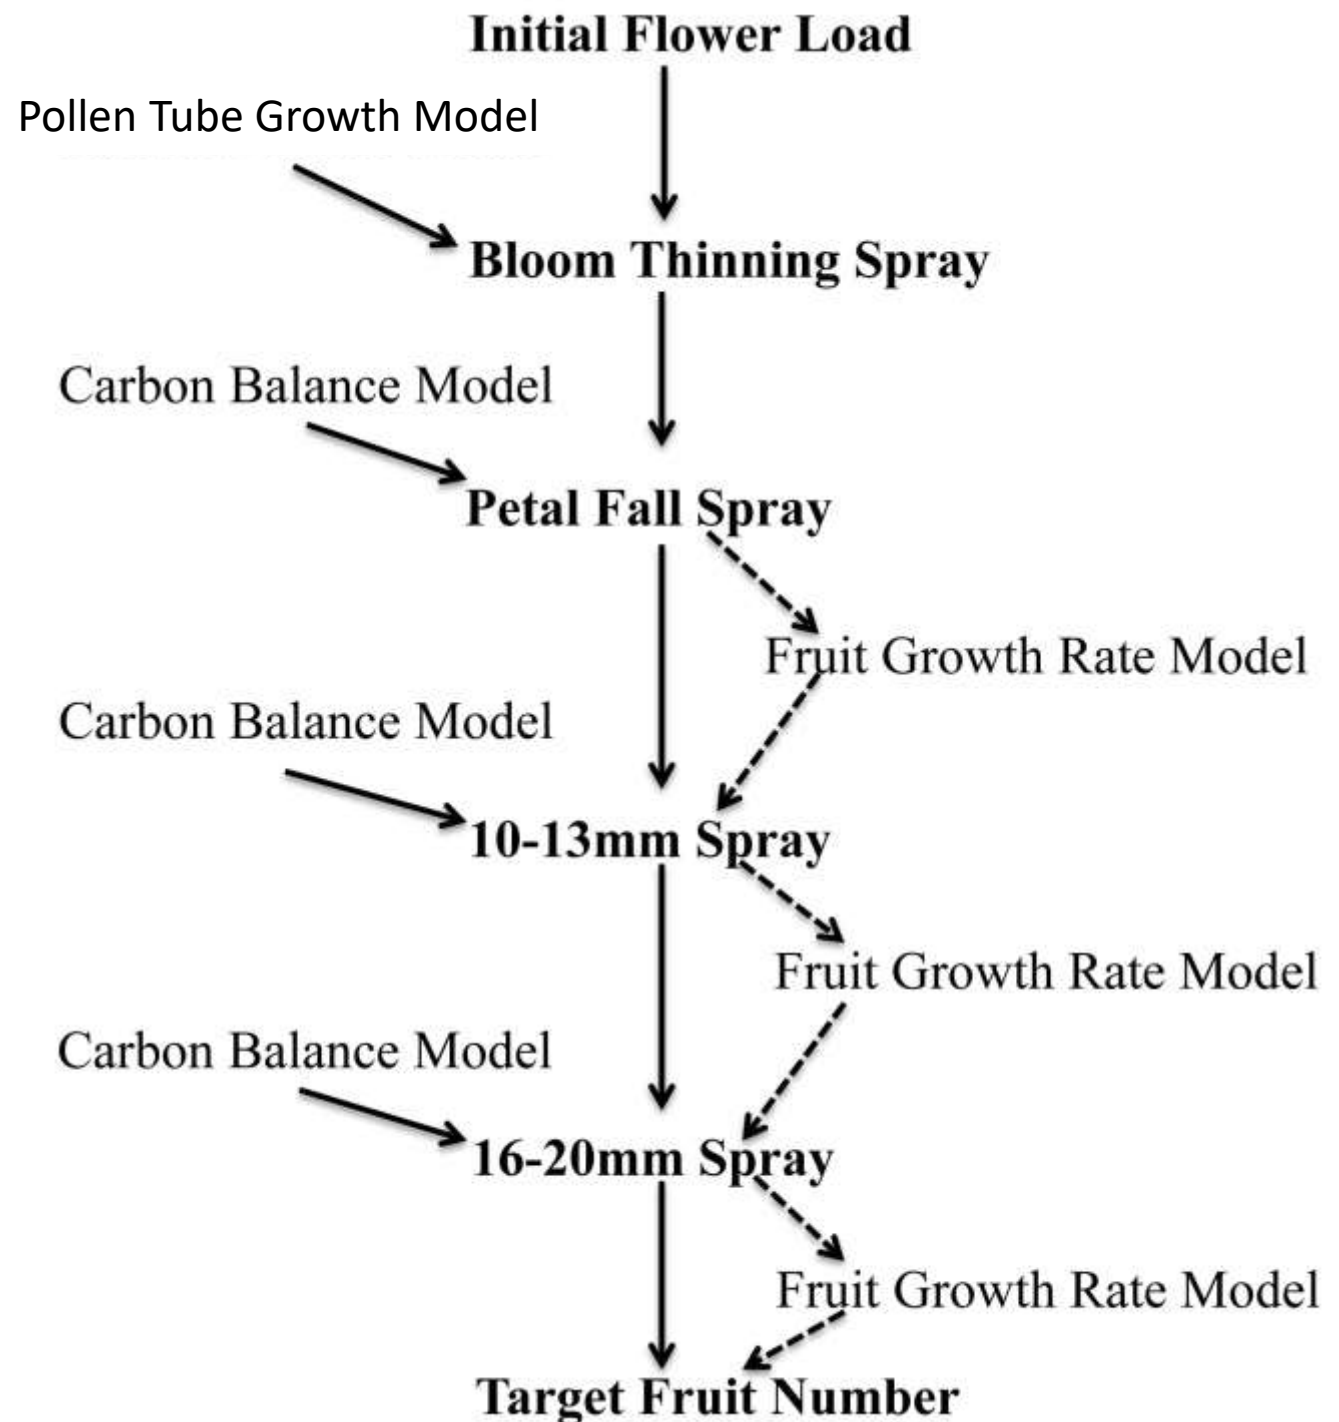 Initial Flower Load
Pollen Tube Growth Model
Bloom Thinning Spray
Carbon Balance Model
Petal Fall Spray
Fruit Growth Rate Model
Carbon Balance Model
10-13mm Spray
Fruit Growth Rate Model
Carbon Balance Model
16-20mm Spray
Fruit Growth Rate Model
Target Fruit Number